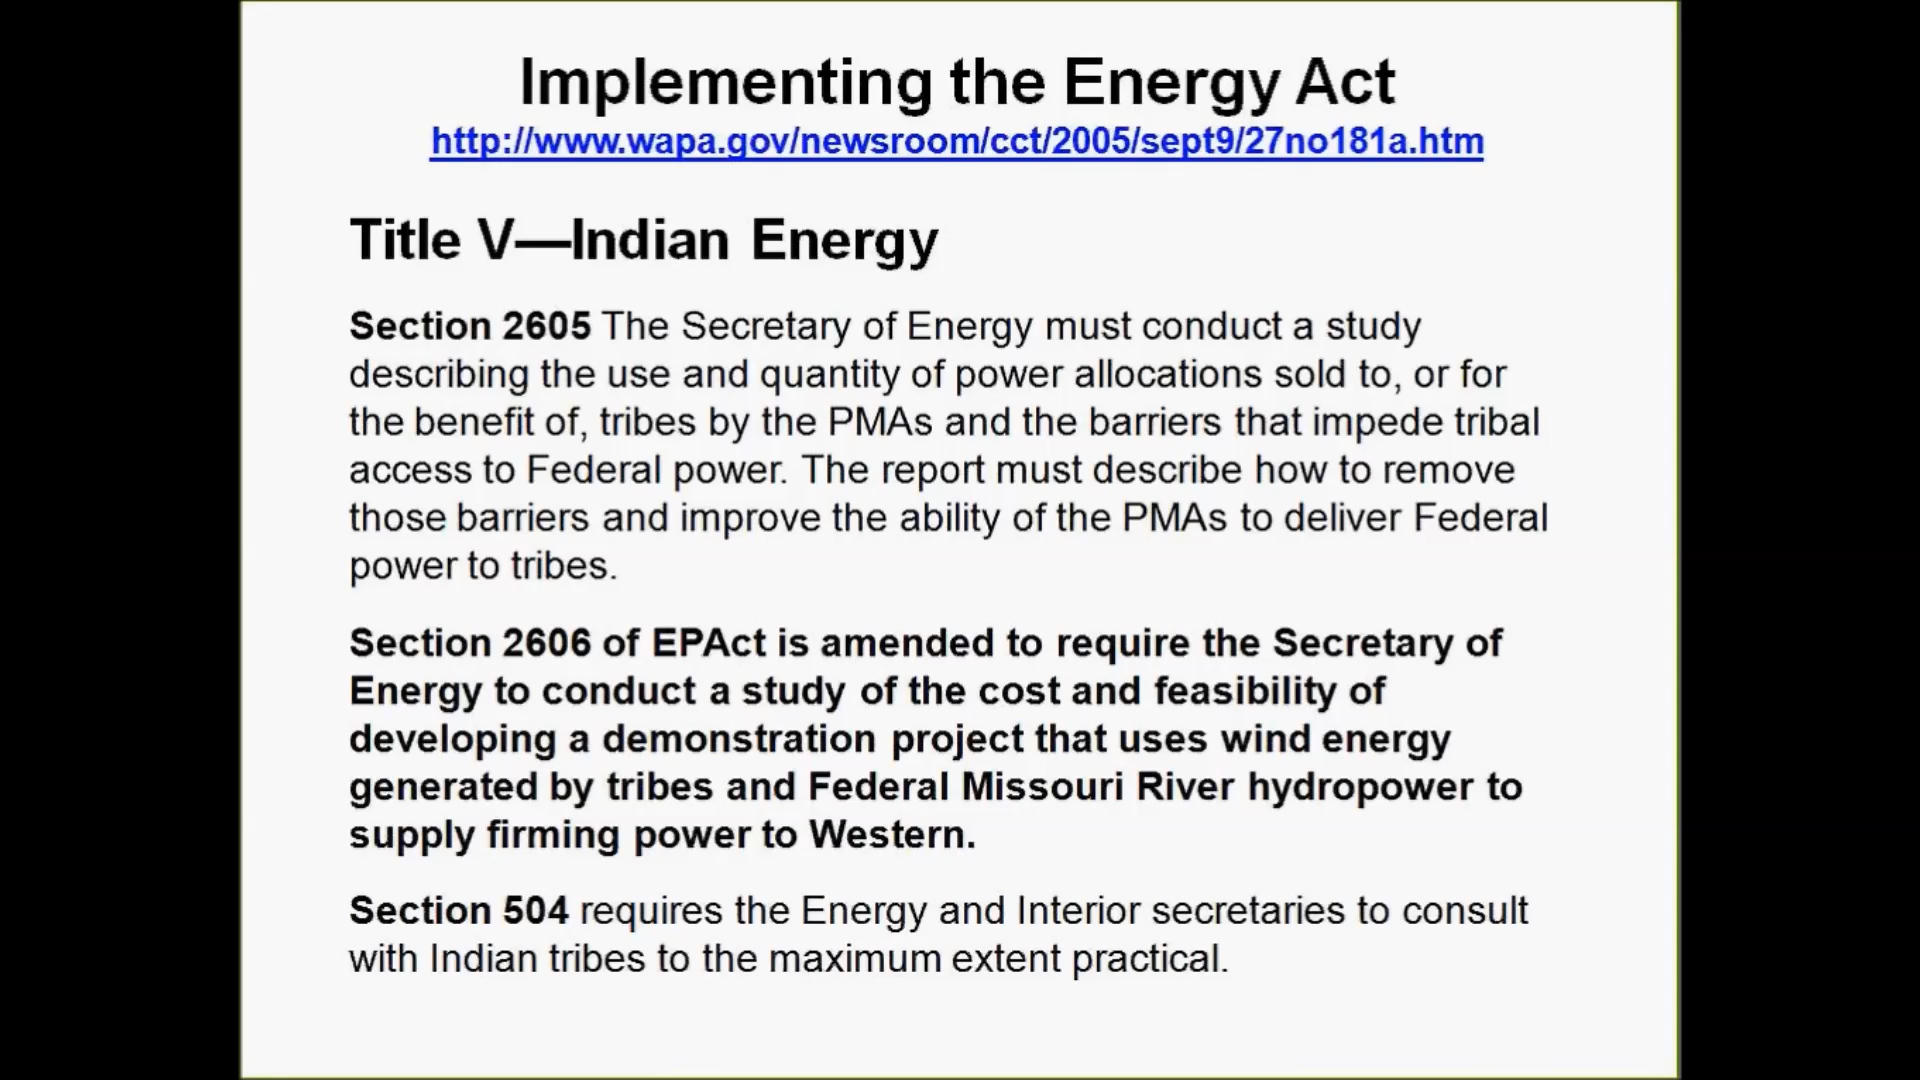 Implementing the Energy Act
http://www.wapa.gov/newsroom/cct/2005/sept9/27no181a.htm
Title V—Indian Energy
Section 2605 The Secretary of Energy must conduct a study
describing the use and quantity of power allocations sold to, or for
the benefit of, tribes by the PMAs and the barriers that impede tribal
access to Federal power. The report must describe how to remove
those barriers and improve the ability of the PMAs to deliver Federal
power to tribes.
Section 2606 of EPAct is amended to require the Secretary of
Energy to conduct a study of the cost and feasibility of
developing a demonstration project that uses wind energy
generated by tribes and Federal Missouri River hydropower to
supply firming power to Western.
Section 504 requires the Energy and Interior secretaries to consult
with Indian tribes to the maximum extent practical.